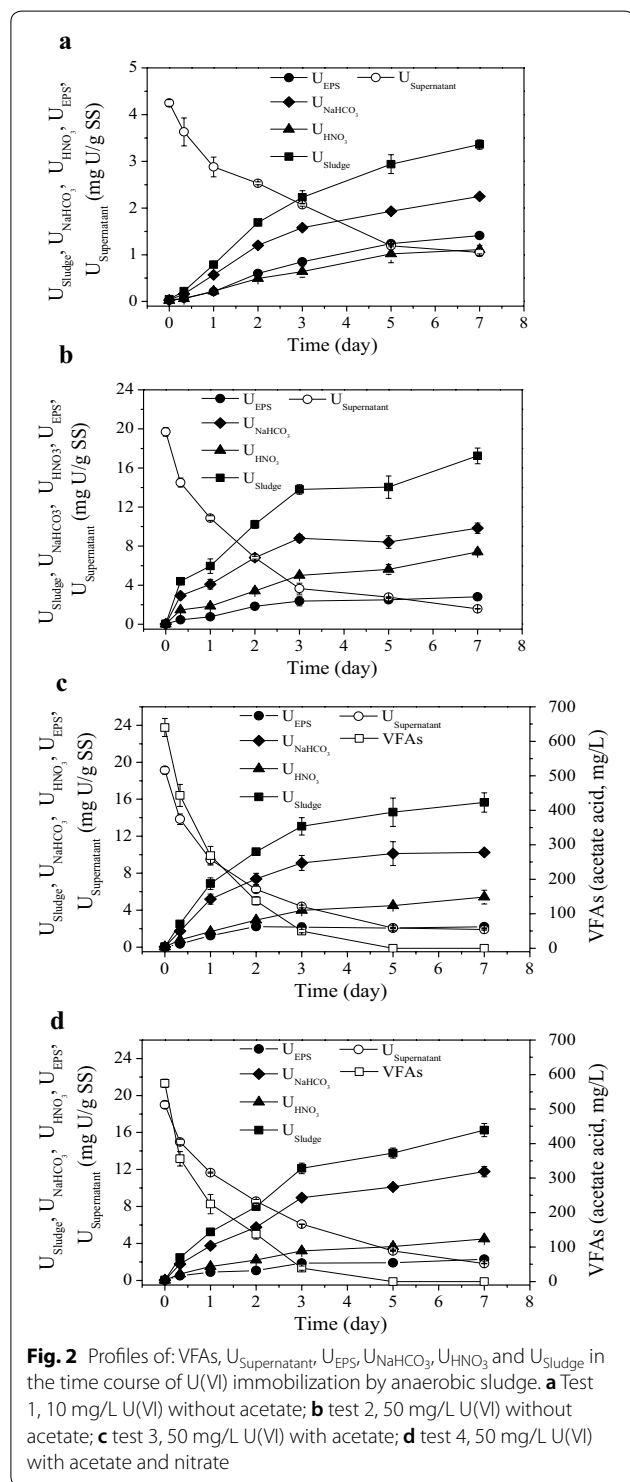 a
U_EPS U_Supernatant
U_NaHCO₃
U_HNO₃
U_Sludge
U_Sludge, U_NaHCO₃, U_HNO₃, U_EPS,
U_Supernatant (mg U/g SS)
5
4
3
2
1
0
0 1 2 3 4 5 6 7 8
Time (day)
b
U_EPS U_Supernatant
U_NaHCO₃
U_HNO₃
U_Sludge
U_Sludge, U_NaHCO3, U_HNO3, U_EPS,
U_Supernatant (mg U/g SS)
24
20
16
12
8
4
0
0 1 2 3 4 5 6 7 8
Time (day)
c
U_EPS U_Supernatant
U_NaHCO₃ VFAs
U_HNO₃
U_Sludge
U_Sludge, U_NaHCO₃, U_HNO₃, U_EPS,
U_Supernatant (mg U/g SS)
24
20
16
12
8
4
0
700
600
500
400
300
200
100
0
VFAs (acetate acid, mg/L)
0 1 2 3 4 5 6 7 8
Time (day)
d
U_EPS U_Supernatant
U_NaHCO₃ VFAs
U_HNO₃
U_Sludge
U_Sludge, U_NaHCO₃, U_HNO₃, U_EPS,
U_Supernatant (mg U/g SS)
24
20
16
12
8
4
0
700
600
500
400
300
200
100
0
VFAs (acetate acid, mg/L)
0 1 2 3 4 5 6 7 8
Time (day)
Fig. 2 Profiles of: VFAs, U_Supernatant, U_EPS, U_NaHCO₃, U_HNO₃ and U_Sludge in
the time course of U(VI) immobilization by anaerobic sludge. a Test
1, 10 mg/L U(VI) without acetate; b test 2, 50 mg/L U(VI) without
acetate; c test 3, 50 mg/L U(VI) with acetate; d test 4, 50 mg/L U(VI)
with acetate and nitrate